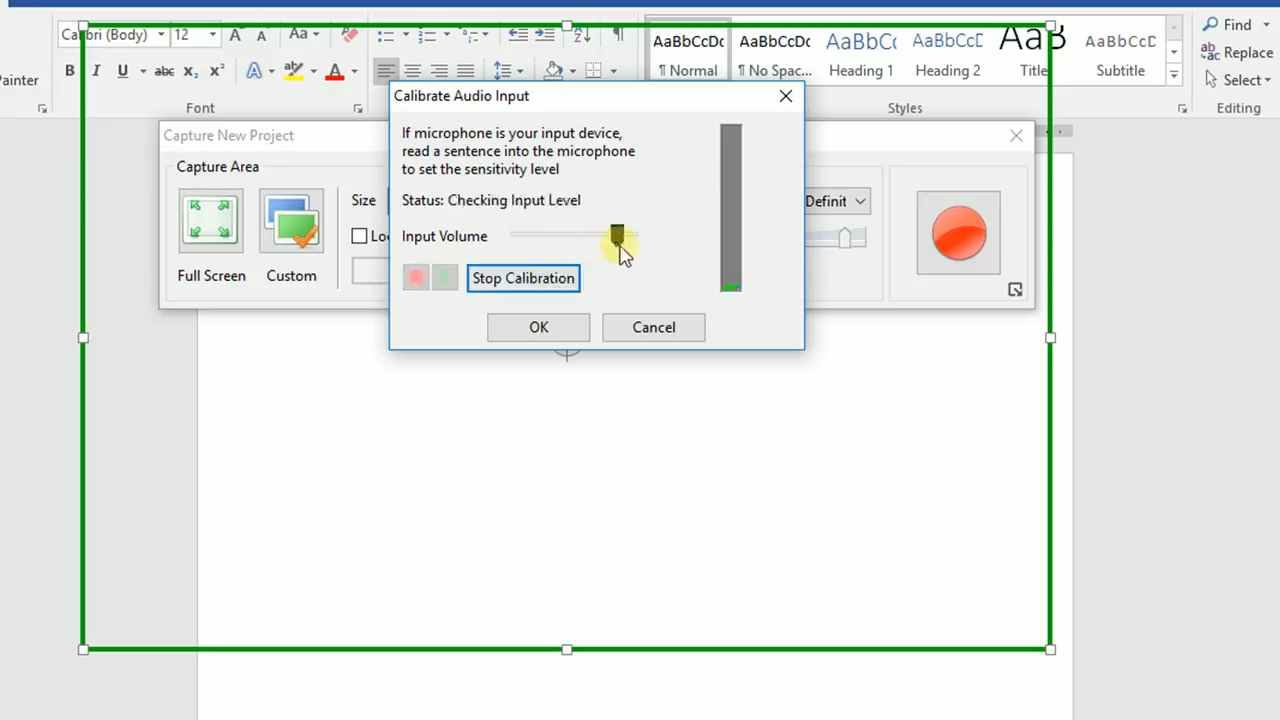 Calibri (Body) 12 A A Aa Find
AaBbCcDc AaBbCcDc AaBbCc AaBbCcC AaB AaBbCcD Replace
Painter B I U abc X₂ X² A ab A ¶ Normal ¶ No Spac... Heading 1 Heading 2 Title Subtitle Select
Font Styles Editing
Calibrate Audio Input
Capture New Project
If microphone is your input device,
read a sentence into the microphone
to set the sensitivity level
Capture Area
Status: Checking Input Level
Size
Definit
Input Volume
Lo
Stop Calibration
Full Screen Custom
OK Cancel